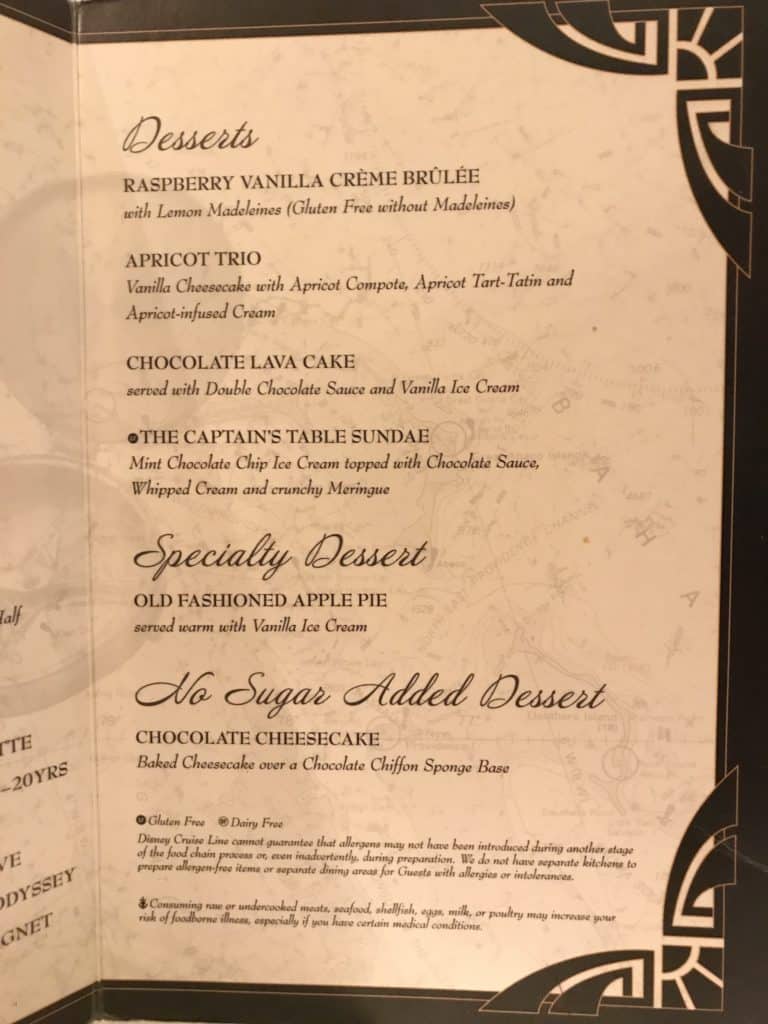 Desserts
RASPBERRY VANILLA CRÈME BRÛLÉE
with Lemon Madeleines (Gluten Free without Madeleines)
APRICOT TRIO
Vanilla Cheesecake with Apricot Compote, Apricot Tart-Tatin and
Apricot-infused Cream
CHOCOLATE LAVA CAKE
served with Double Chocolate Sauce and Vanilla Ice Cream
THE CAPTAIN'S TABLE SUNDAE
Mint Chocolate Chip Ice Cream topped with Chocolate Sauce,
Whipped Cream and crunchy Meringue
Specialty Dessert
OLD FASHIONED APPLE PIE
served warm with Vanilla Ice Cream
No Sugar Added Dessert
CHOCOLATE CHEESECAKE
Baked Cheesecake over a Chocolate Chiffon Sponge Base
Gluten Free Dairy Free
Disney Cruise Line cannot guarantee that allergens may not have been introduced during another stage
of the food chain process or, even inadvertently, during preparation. We do not have separate kitchens to
prepare allergen-free items or separate dining areas for Guests with allergies or intolerances.
Consuming raw or undercooked meats, seafood, shellfish, eggs, milk, or poultry may increase your
risk of foodborne illness, especially if you have certain medical conditions.
Half
TTE
–20YRS
VE
ODYSSEY
GNET